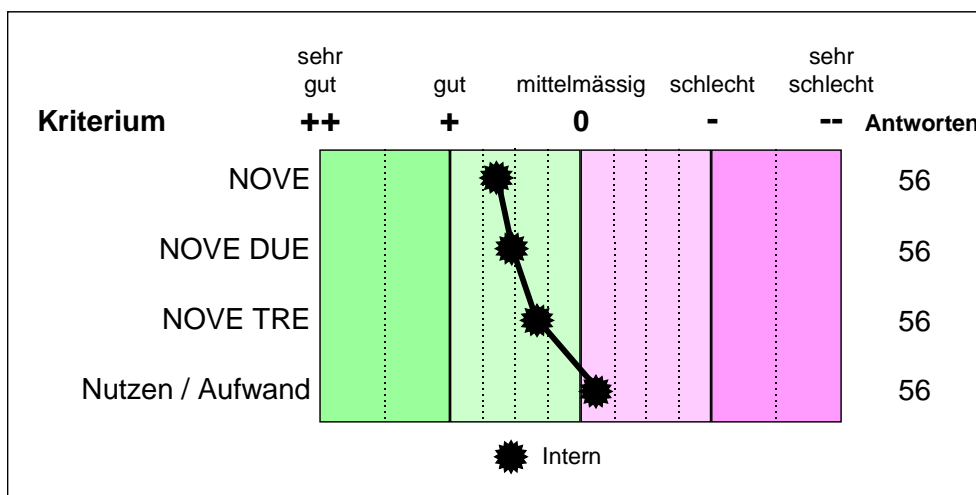 sehr gut
gut
mittelmässig
schlecht
sehr schlecht
Kriterium ++ + 0 - -- Antworten
NOVE 56
NOVE DUE 56
NOVE TRE 56
Nutzen / Aufwand 56
Intern